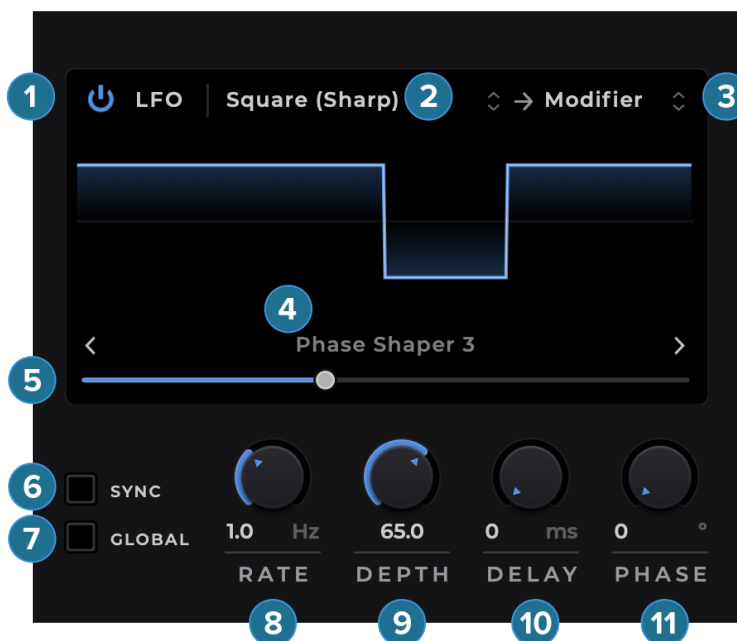 1 LFO Square (Sharp) 2 → Modifier 3
4
Phase Shaper 3
5
6 SYNC
7 GLOBAL
1.0 Hz 65.0 0 ms 0 °
RATE DEPTH DELAY PHASE
8 9 10 11